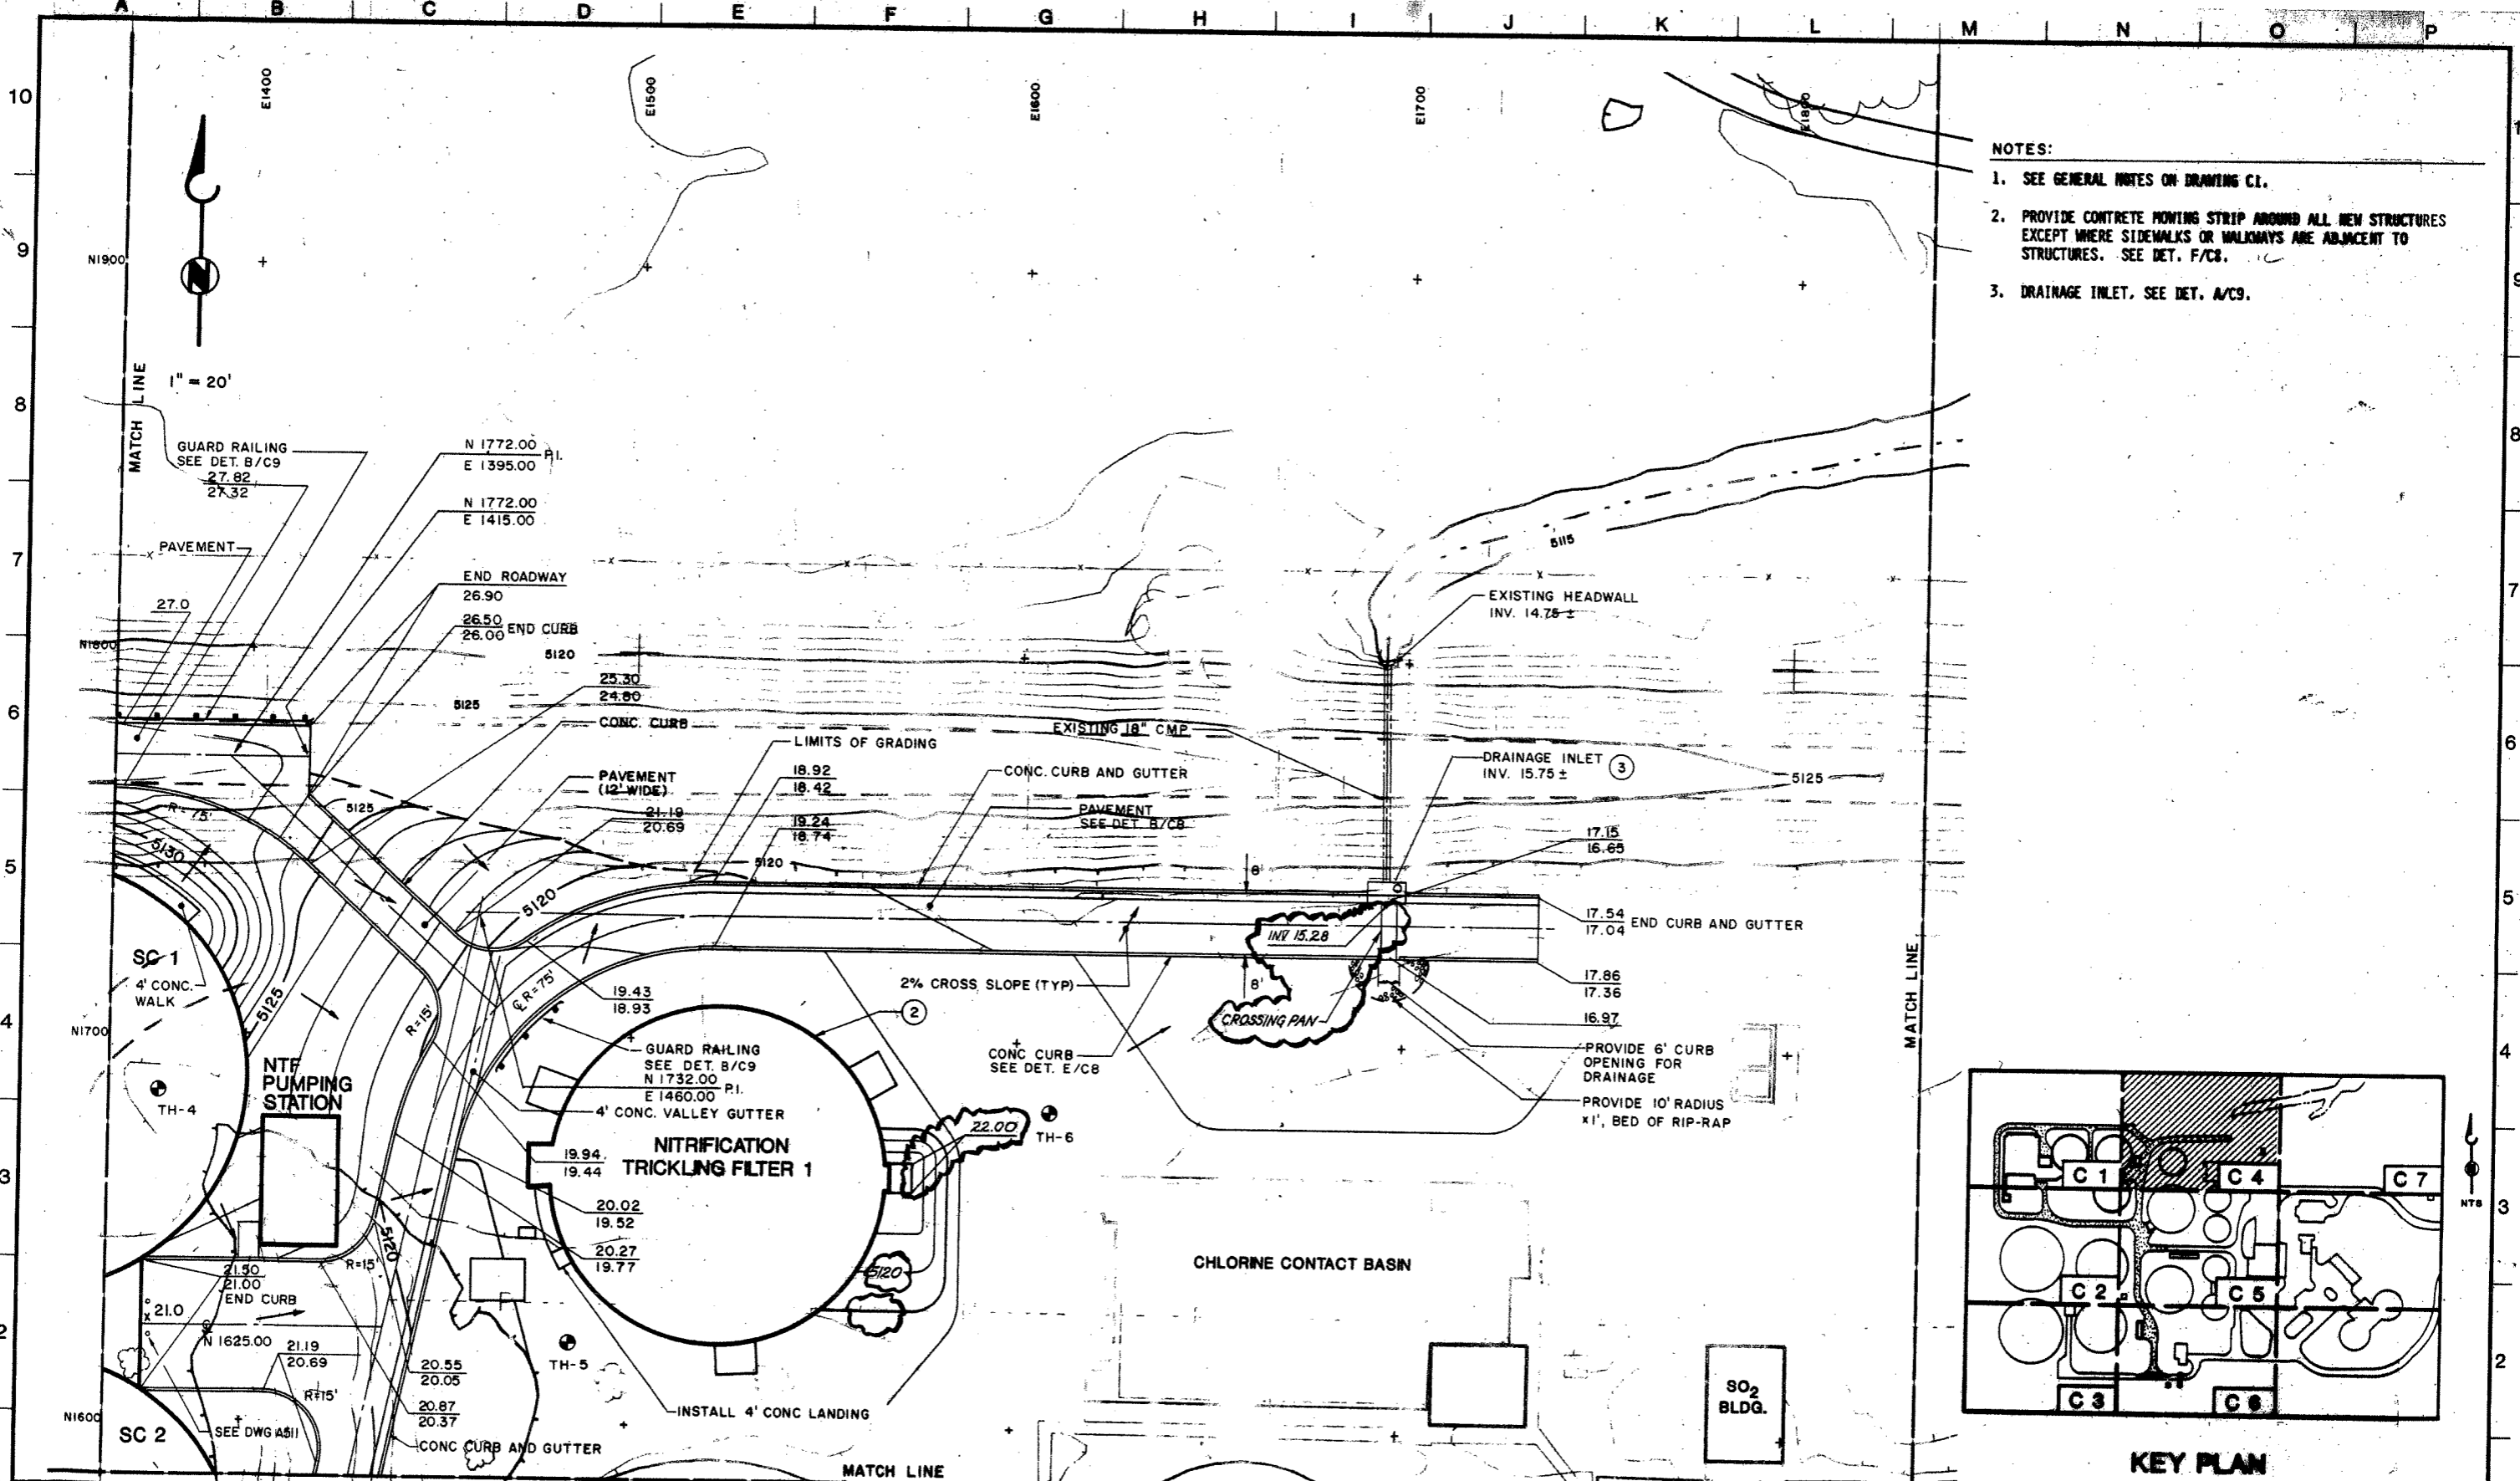 A B C D E F G H I J K L M N O P
10
9
8
7
6
5
4
3
2
E1400
E1500
E1600
E1700
E1800
N1900
N1800
N1700
N1600
1" = 20'
N
MATCH LINE
GUARD RAILING
SEE DET. B/C9
27.82
27.32
PAVEMENT
27.0
N 1772.00
E 1395.00
P.I.
N 1772.00
E 1415.00
END ROADWAY
26.90
26.50
26.00
END CURB
5120
5125
25.30
24.80
CONC. CURB
LIMITS OF GRADING
PAVEMENT
(12' WIDE)
18.92
18.42
21.19
20.69
19.24
18.74
5120
CONC. CURB AND GUTTER
PAVEMENT
SEE DET. B/C8
EXISTING 18" CMP
5115
EXISTING HEADWALL
INV. 14.75 ±
DRAINAGE INLET
INV. 15.75 ±
3
5125
17.15
16.65
8'
17.54
17.04
END CURB AND GUTTER
INV 15.28
8'
CROSSING PAN
17.86
17.36
16.97
PROVIDE 6' CURB
OPENING FOR
DRAINAGE
PROVIDE 10' RADIUS
x1', BED OF RIP-RAP
2% CROSS SLOPE (TYP)
CONC CURB
SEE DET. E/C8
R=75'
5125
5130
5120
SC 1
4' CONC.
WALK
5125
R=15'
℄ R=75'
19.43
18.93
2
GUARD RAILING
SEE DET. B/C9
N 1732.00
E 1460.00
P.I.
4' CONC. VALLEY GUTTER
NTF
PUMPING
STATION
TH-4
NITRIFICATION
TRICKLING FILTER 1
22.00
TH-6
19.94
19.44
20.02
19.52
20.27
19.77
5120
R=15'
5120
21.50
21.00
END CURB
21.0
N 1625.00
21.19
20.69
R=15'
20.55
20.05
20.87
20.37
TH-5
INSTALL 4' CONC LANDING
CONC CURB AND GUTTER
SC 2
SEE DWG A511
MATCH LINE
CHLORINE CONTACT BASIN
SO2
BLDG.
MATCH LINE
NOTES:
1. SEE GENERAL NOTES ON DRAWING C1.
2. PROVIDE CONTRETE MOWING STRIP AROUND ALL NEW STRUCTURES
EXCEPT WHERE SIDEWALKS OR WALKWAYS ARE ADJACENT TO
STRUCTURES. SEE DET. F/C8.
3. DRAINAGE INLET, SEE DET. A/C9.
C 1
C 4
C 7
C 2
C 5
C 3
C 6
NTS
KEY PLAN
9
8
7
6
5
4
3
2